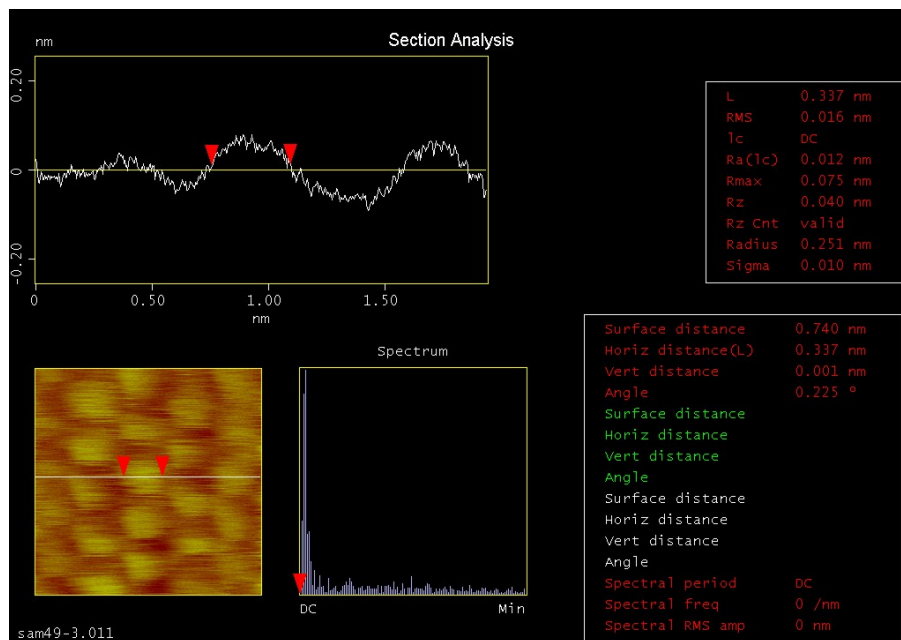 Section Analysis
nm
0.20
0
-0.20
0 0.50 1.00 1.50
nm
L 0.337 nm
RMS 0.016 nm
lc DC
Ra(lc) 0.012 nm
Rmax 0.075 nm
Rz 0.040 nm
Rz Cnt valid
Radius 0.251 nm
Sigma 0.010 nm
Spectrum
DC Min
Surface distance 0.740 nm
Horiz distance(L) 0.337 nm
Vert distance 0.001 nm
Angle 0.225 °
Surface distance
Horiz distance
Vert distance
Angle
Surface distance
Horiz distance
Vert distance
Angle
Spectral period DC
Spectral freq 0 /nm
Spectral RMS amp 0 nm
sam49-3.011